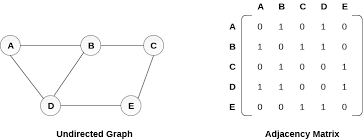 A B C
D E
Undirected Graph
A B C D E
A 0 1 0 1 0
B 1 0 1 1 0
C 0 1 0 0 1
D 1 1 0 0 1
E 0 0 1 1 0
Adjacency Matrix